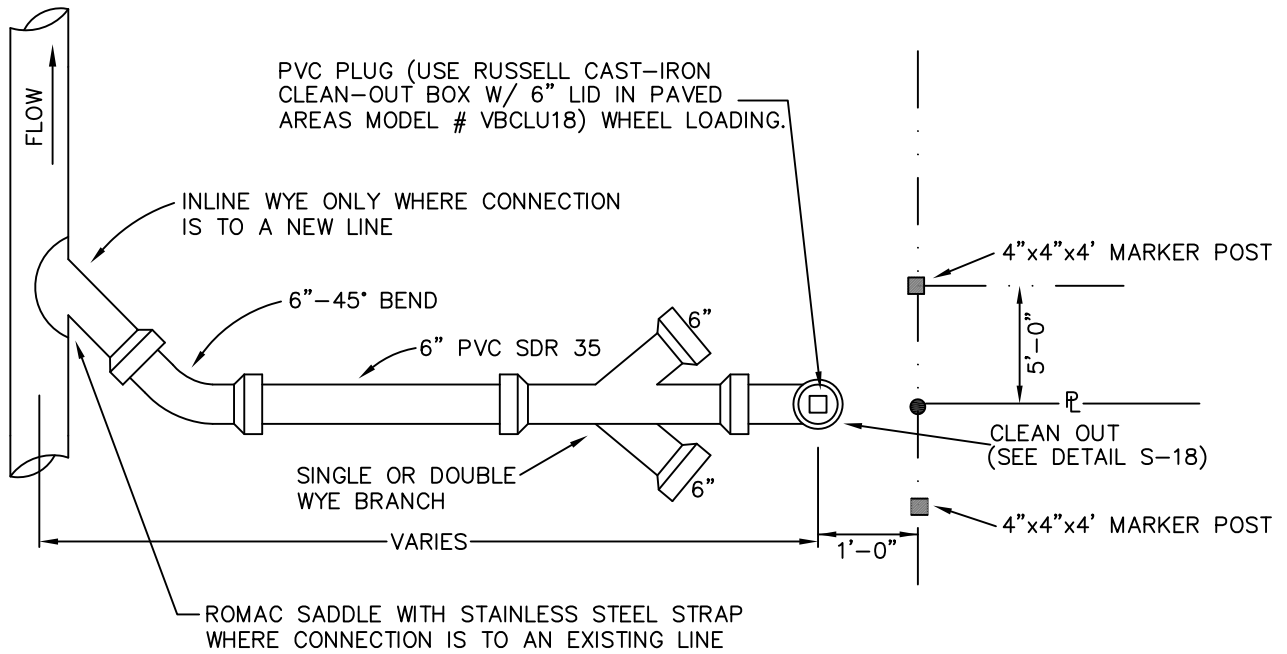 FLOW
PVC PLUG (USE RUSSELL CAST-IRON
CLEAN-OUT BOX W/ 6" LID IN PAVED
AREAS MODEL # VBCLU18) WHEEL LOADING.
INLINE WYE ONLY WHERE CONNECTION
IS TO A NEW LINE
4"x4"x4' MARKER POST
6"-45° BEND
6"
6" PVC SDR 35
5'-0"
PL
CLEAN OUT
(SEE DETAIL S-18)
SINGLE OR DOUBLE
WYE BRANCH
6"
4"x4"x4' MARKER POST
VARIES
1'-0"
ROMAC SADDLE WITH STAINLESS STEEL STRAP
WHERE CONNECTION IS TO AN EXISTING LINE